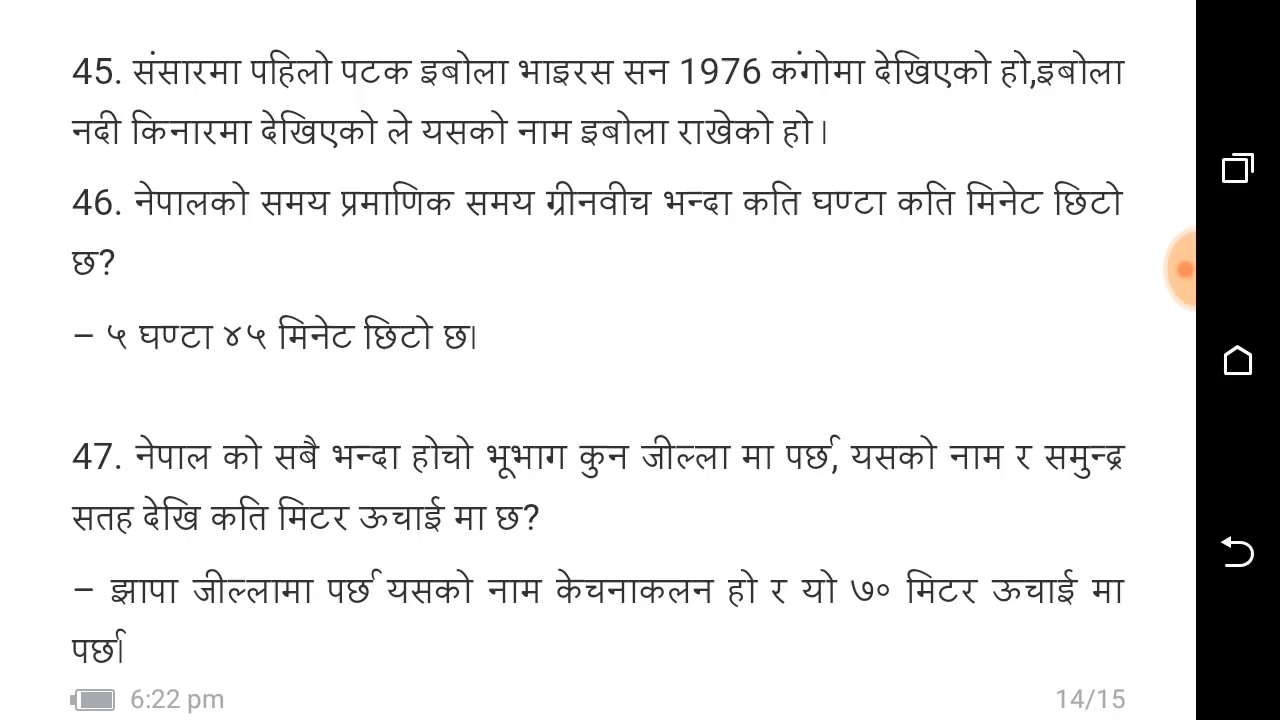 45. संसारमा पहिलो पटक इबोला भाइरस सन 1976 कंगोमा देखिएको हो,इबोला
नदी किनारमा देखिएको ले यसको नाम इबोला राखेको हो।
46. नेपालको समय प्रमाणिक समय ग्रीनवीच भन्दा कति घण्टा कति मिनेट छिटो
छ?
– ५ घण्टा ४५ मिनेट छिटो छ।
47. नेपाल को सबै भन्दा होचो भूभाग कुन जील्ला मा पर्छ, यसको नाम र समुन्द्र
सतह देखि कति मिटर ऊचाई मा छ?
– झापा जील्लामा पर्छ यसको नाम केचनाकलन हो र यो ७० मिटर ऊचाई मा
पर्छ।
6:22 pm 14/15